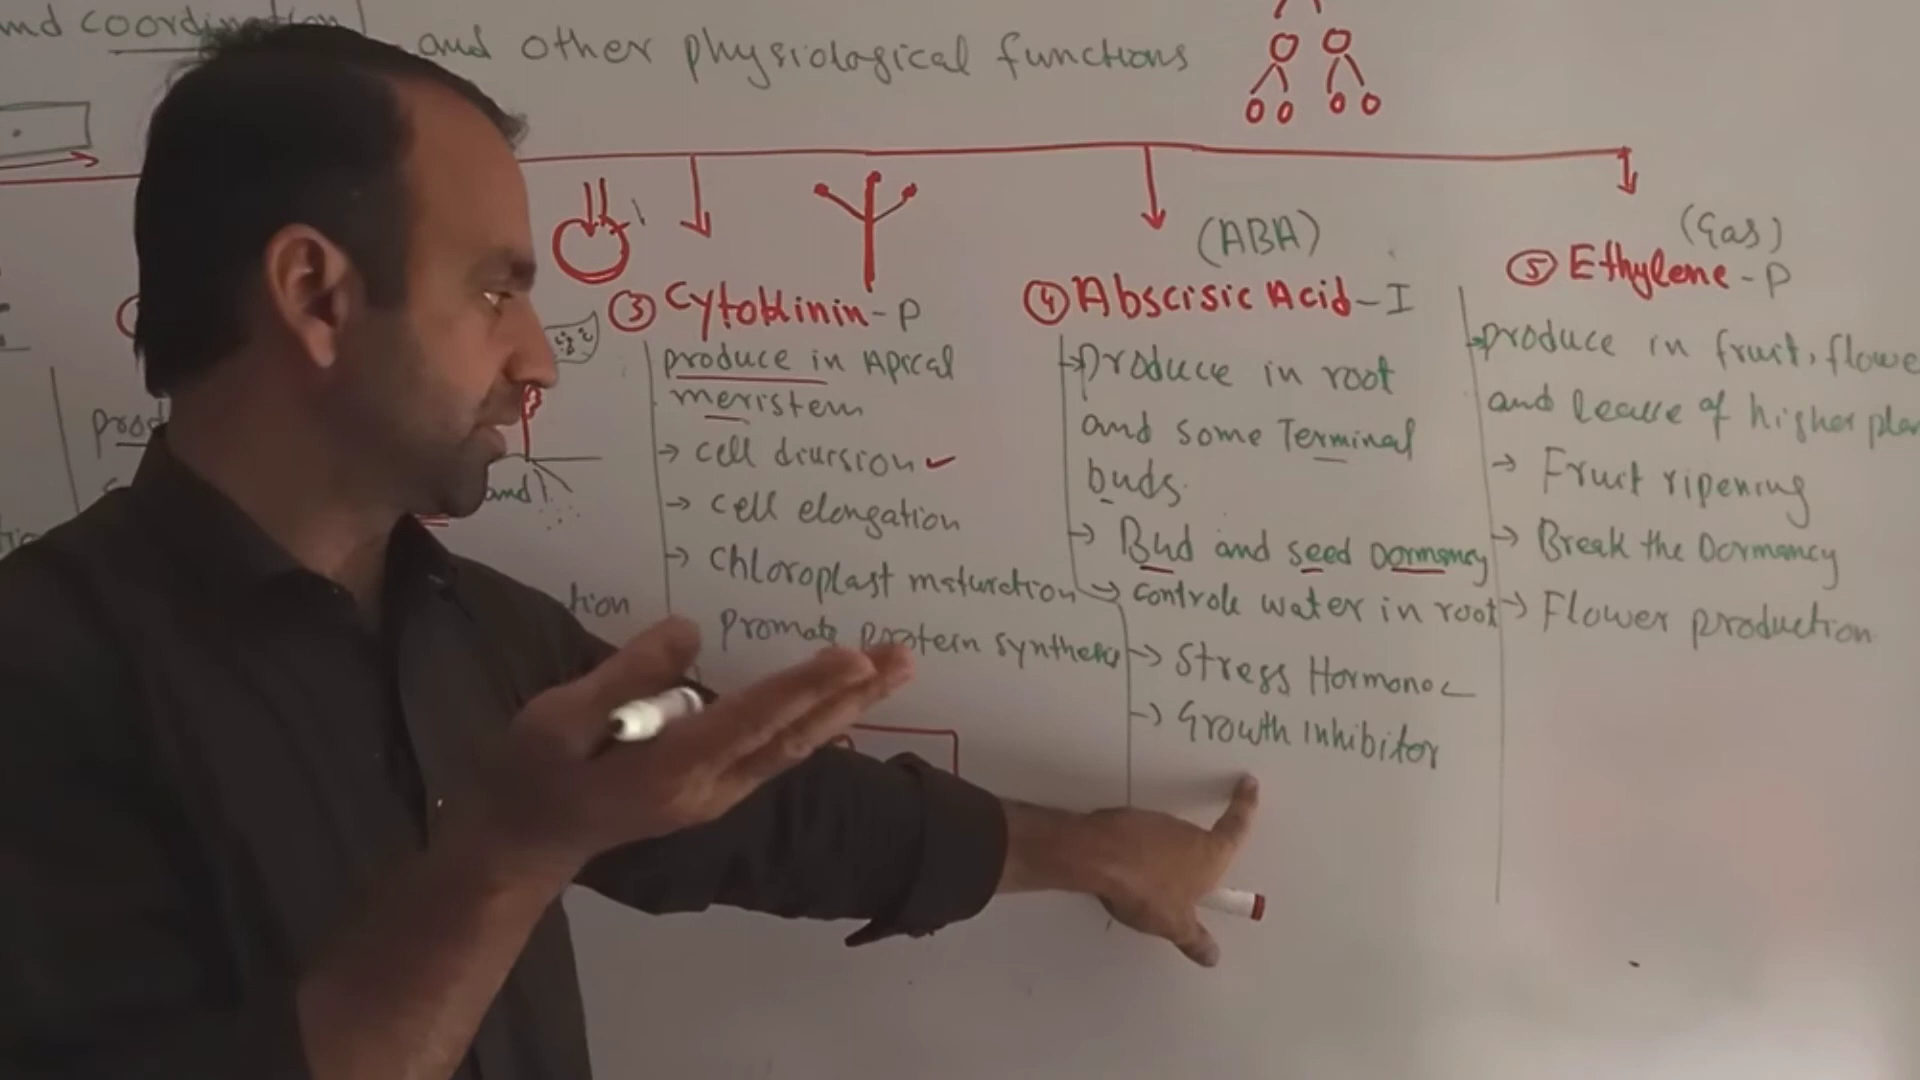 and coordination and other physiological functions
(ABA)
(Gas)
③ Cytokinin - P
④ Abscisic Acid - I
⑤ Ethylene - P
produce in Apical
meristem
→ cell division ✓
→ cell elongation
→ chloroplast maturation
promote protein synthesis
→ produce in root
and some Terminal
buds.
→ Bud and seed Dormancy
→ controle water in root
→ Stress Hormone
→ Growth inhibitor
→ produce in fruit, flowe
and leave of higher plan
→ Fruit ripening
→ Break the Dormancy
→ Flower production
prod
and
tion